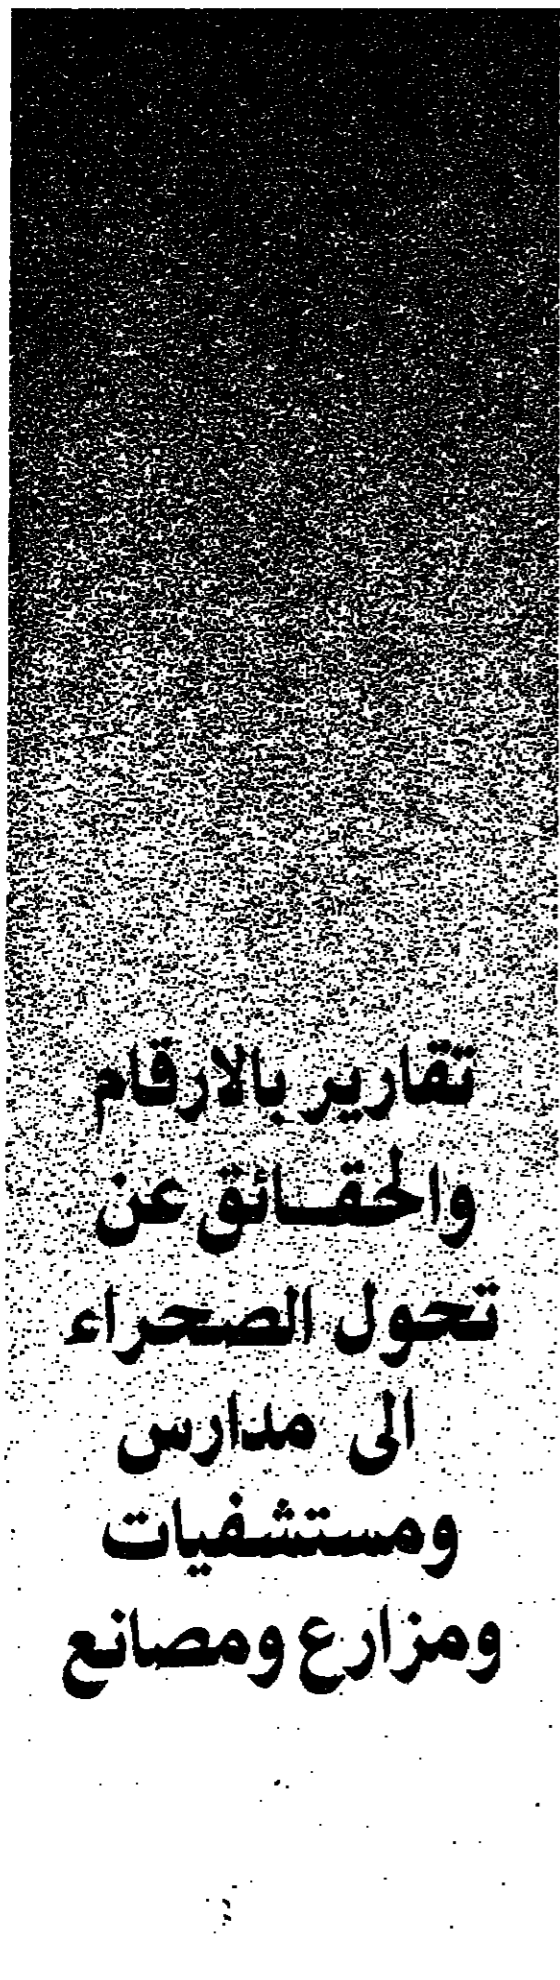 تقارير بالارقام
والحقائق عن
تحول الصحراء
الى مدارس
ومستشفيات
ومزارع ومصانع